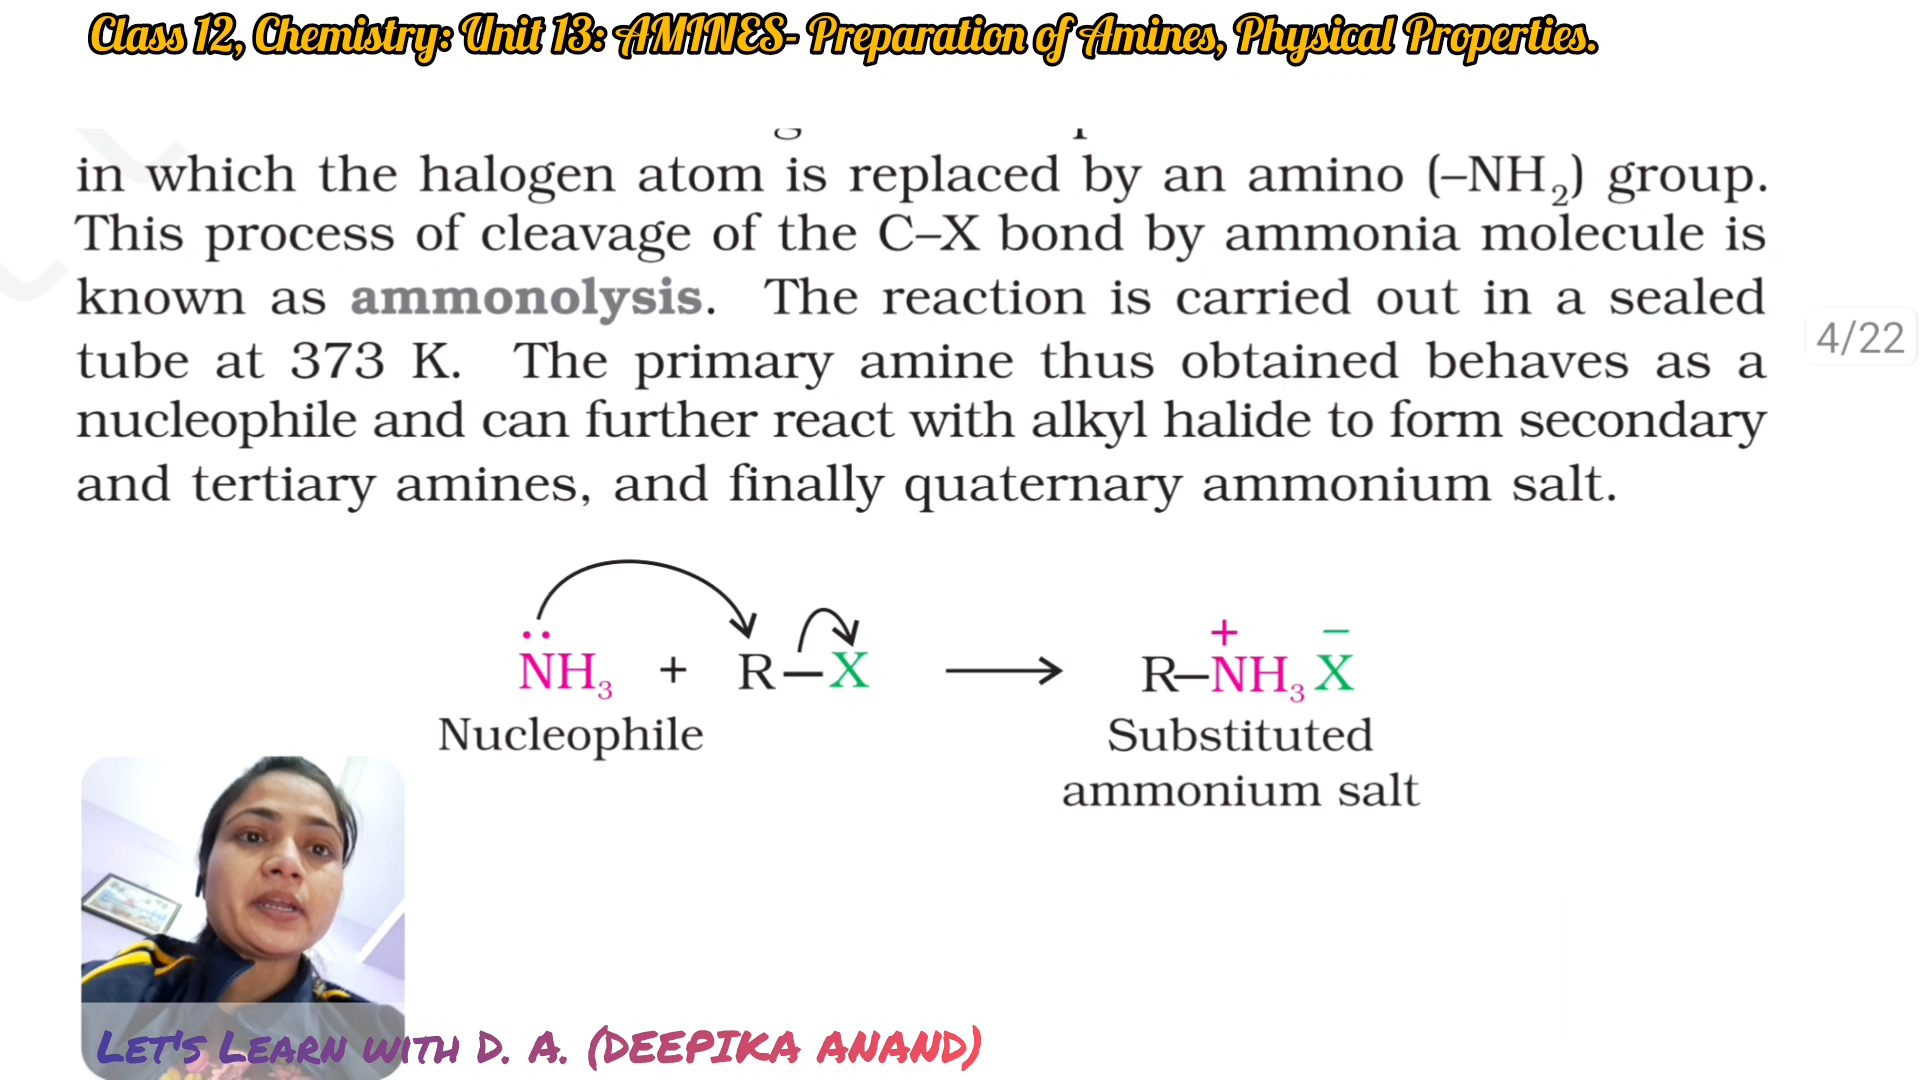 Class 12, Chemistry: Unit 13: AMINES- Preparation of Amines, Physical Properties.
in which the halogen atom is replaced by an amino (–NH₂) group.
This process of cleavage of the C–X bond by ammonia molecule is
known as ammonolysis. The reaction is carried out in a sealed
tube at 373 K. The primary amine thus obtained behaves as a
nucleophile and can further react with alkyl halide to form secondary
and tertiary amines, and finally quaternary ammonium salt.
4/22
N̈H₃ + R–X ⟶ R–N⁺H₃ X⁻
Nucleophile Substituted
ammonium salt
LET'S LEARN WITH D. A. (DEEPIKA ANAND)